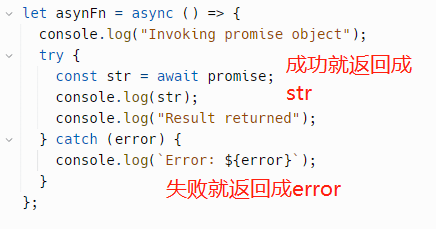 let asynFn = async () => {
console.log("Invoking promise object");
try {
const str = await promise;
成功就返回成
str
console.log(str);
console.log("Result returned");
} catch (error) {
console.log(`Error: ${error}`);
}
失败就返回成error
};